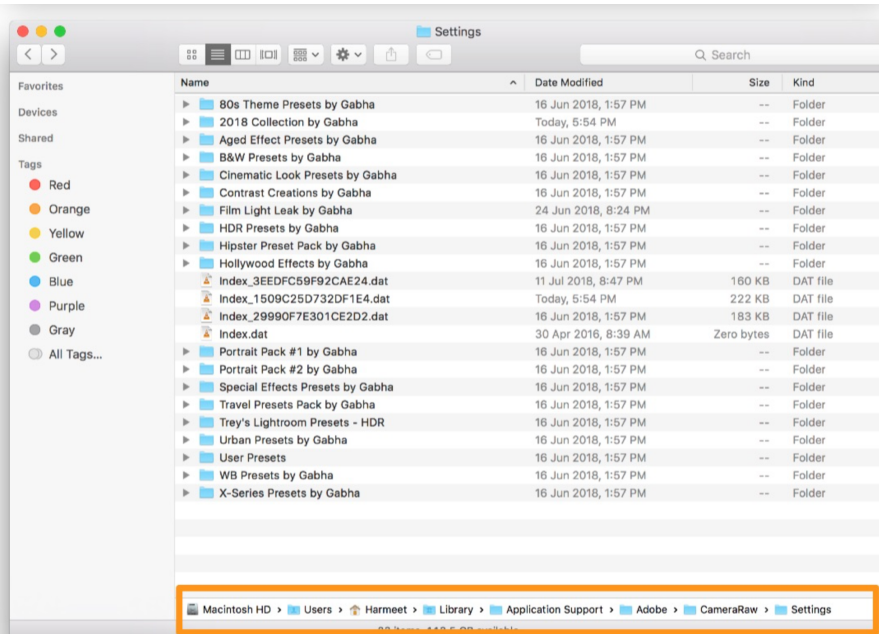 Settings
Search
Favorites
Devices
Shared
Tags
Red
Orange
Yellow
Green
Blue
Purple
Gray
All Tags...
Name Date Modified Size Kind
80s Theme Presets by Gabha 16 Jun 2018, 1:57 PM -- Folder
2018 Collection by Gabha Today, 5:54 PM -- Folder
Aged Effect Presets by Gabha 16 Jun 2018, 1:57 PM -- Folder
B&W Presets by Gabha 16 Jun 2018, 1:57 PM -- Folder
Cinematic Look Presets by Gabha 16 Jun 2018, 1:57 PM -- Folder
Contrast Creations by Gabha 16 Jun 2018, 1:57 PM -- Folder
Film Light Leak by Gabha 24 Jun 2018, 8:24 PM -- Folder
HDR Presets by Gabha 16 Jun 2018, 1:57 PM -- Folder
Hipster Preset Pack by Gabha 16 Jun 2018, 1:57 PM -- Folder
Hollywood Effects by Gabha 16 Jun 2018, 1:57 PM -- Folder
Index_3EEDFC59F92CAE24.dat 11 Jul 2018, 8:47 PM 160 KB DAT file
Index_1509C25D732DF1E4.dat Today, 5:54 PM 222 KB DAT file
Index_29990F7E301CE2D2.dat 16 Jun 2018, 1:57 PM 183 KB DAT file
Index.dat 30 Apr 2016, 8:39 AM Zero bytes DAT file
Portrait Pack #1 by Gabha 16 Jun 2018, 1:57 PM -- Folder
Portrait Pack #2 by Gabha 16 Jun 2018, 1:57 PM -- Folder
Special Effects Presets by Gabha 16 Jun 2018, 1:57 PM -- Folder
Travel Presets Pack by Gabha 16 Jun 2018, 1:57 PM -- Folder
Trey's Lightroom Presets - HDR 16 Jun 2018, 1:57 PM -- Folder
Urban Presets by Gabha 16 Jun 2018, 1:57 PM -- Folder
User Presets 16 Jun 2018, 1:57 PM -- Folder
WB Presets by Gabha 16 Jun 2018, 1:57 PM -- Folder
X-Series Presets by Gabha 16 Jun 2018, 1:57 PM -- Folder
Macintosh HD › Users › Harmeet › Library › Application Support › Adobe › CameraRaw › Settings